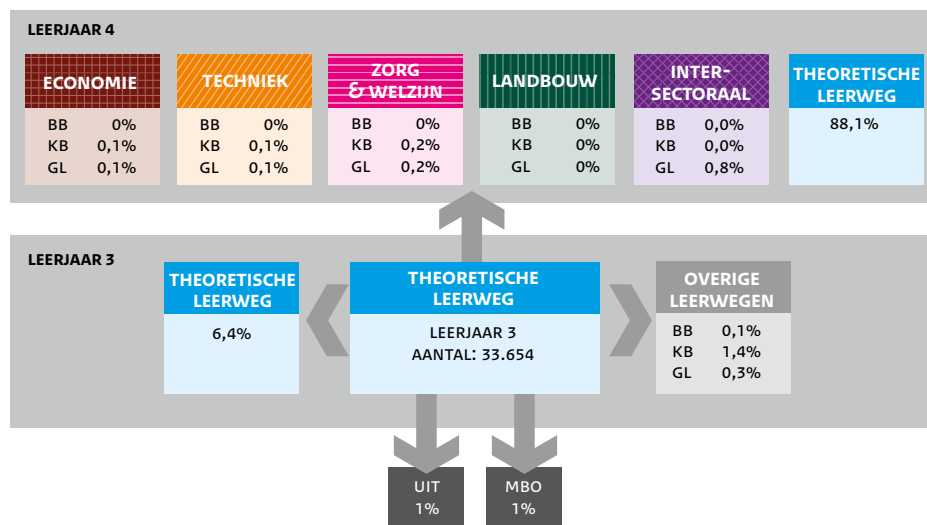 LEERJAAR 4
ECONOMIE
BB 0%
KB 0,1%
GL 0,1%
TECHNIEK
BB 0%
KB 0,1%
GL 0,1%
ZORG
& WELZIJN
BB 0%
KB 0,2%
GL 0,2%
LANDBOUW
BB 0%
KB 0%
GL 0%
INTER-
SECTORAAL
BB 0,0%
KB 0,0%
GL 0,8%
THEORETISCHE
LEERWEG
88,1%
LEERJAAR 3
THEORETISCHE
LEERWEG
6,4%
THEORETISCHE
LEERWEG
LEERJAAR 3
AANTAL: 33.654
OVERIGE
LEERWEGEN
BB 0,1%
KB 1,4%
GL 0,3%
UIT
1%
MBO
1%